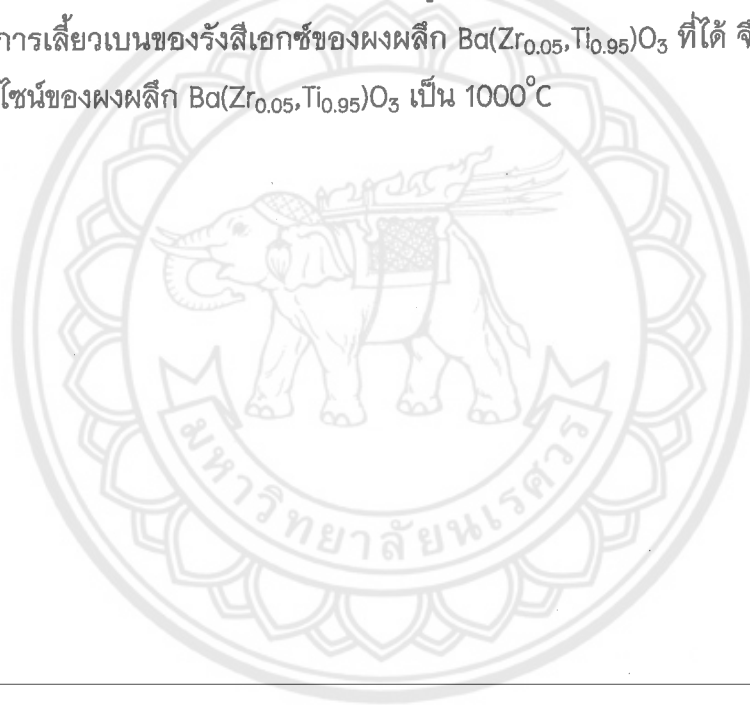 การเลี้ยวเบนของรังสีเอกซ์ของผงผลึก Ba(Zr₀.₀₅,Ti₀.₉₅)O₃ ที่ได้
ไซน์ของผงผลึก Ba(Zr₀.₀₅,Ti₀.₉₅)O₃ เป็น 1000°C
มหาวิทยาลัยนเรศวร